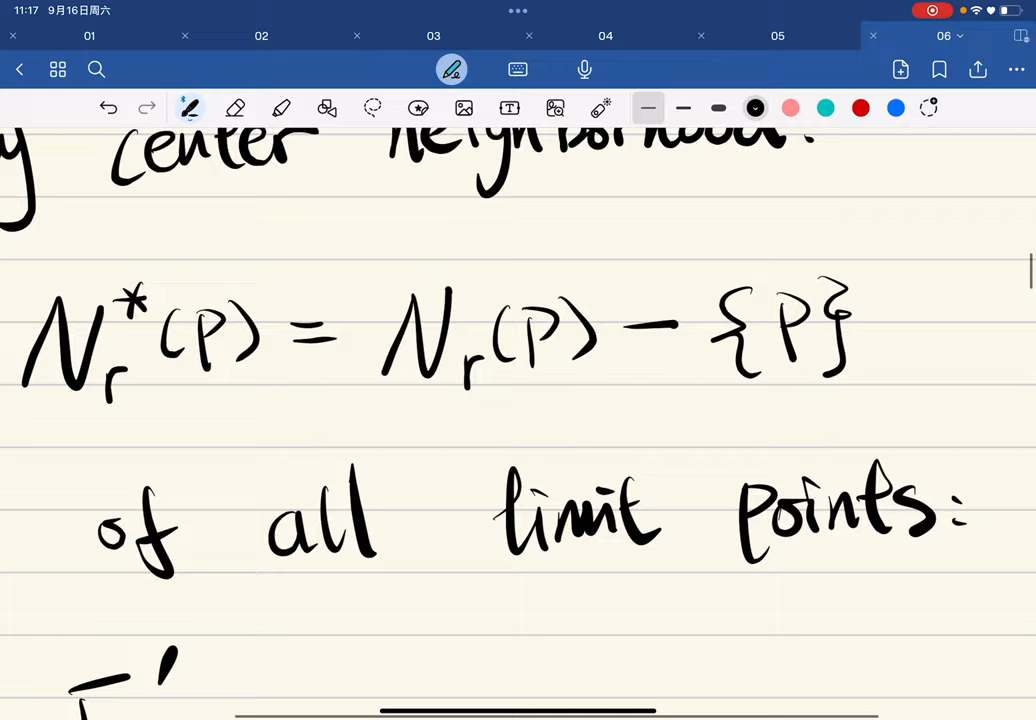 11:17 9月16日周六
01 02 03 04 05 06
center neighborhood.
N*r(p) = Nr(p) - {p}
of all limit points:
E'